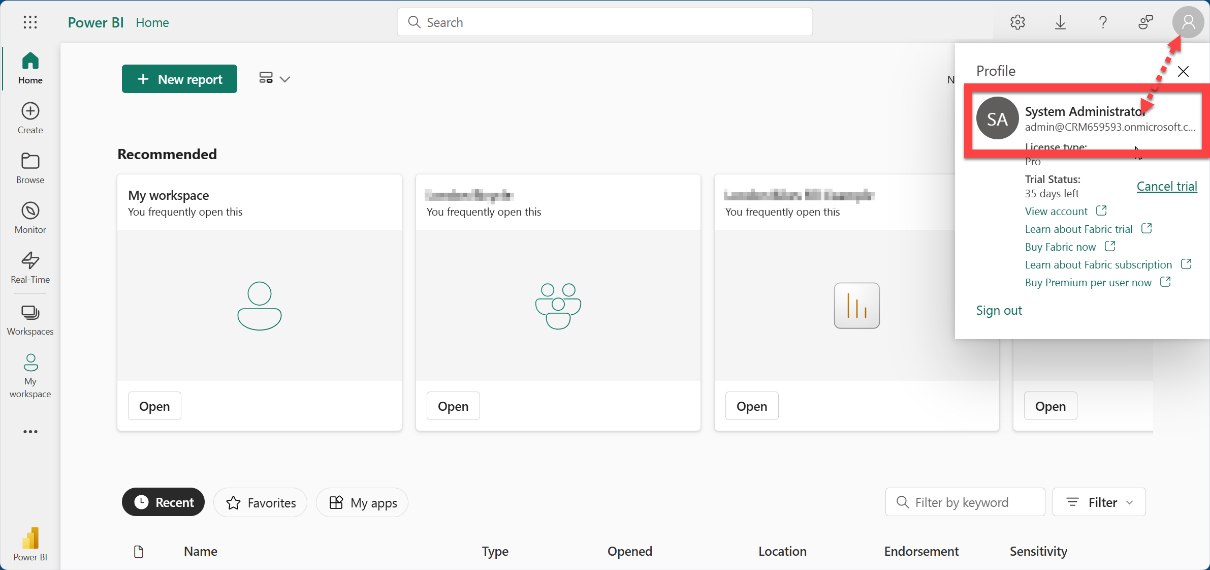 Power BI Home
Search
Home
Create
Browse
Monitor
Real-Time
Workspaces
My
workspace
Power BI
New report
N
Profile
SA
System Administrator
admin@CRM659593.onmicrosoft.c...
License type:
Pro
Trial Status:
35 days left
Cancel trial
View account
Learn about Fabric trial
Buy Fabric now
Learn about Fabric subscription
Buy Premium per user now
Sign out
Recommended
My workspace
You frequently open this
Open
You frequently open this
Open
You frequently open this
Open
Open
Recent
Favorites
My apps
Filter by keyword
Filter
Name Type Opened Location Endorsement Sensitivity